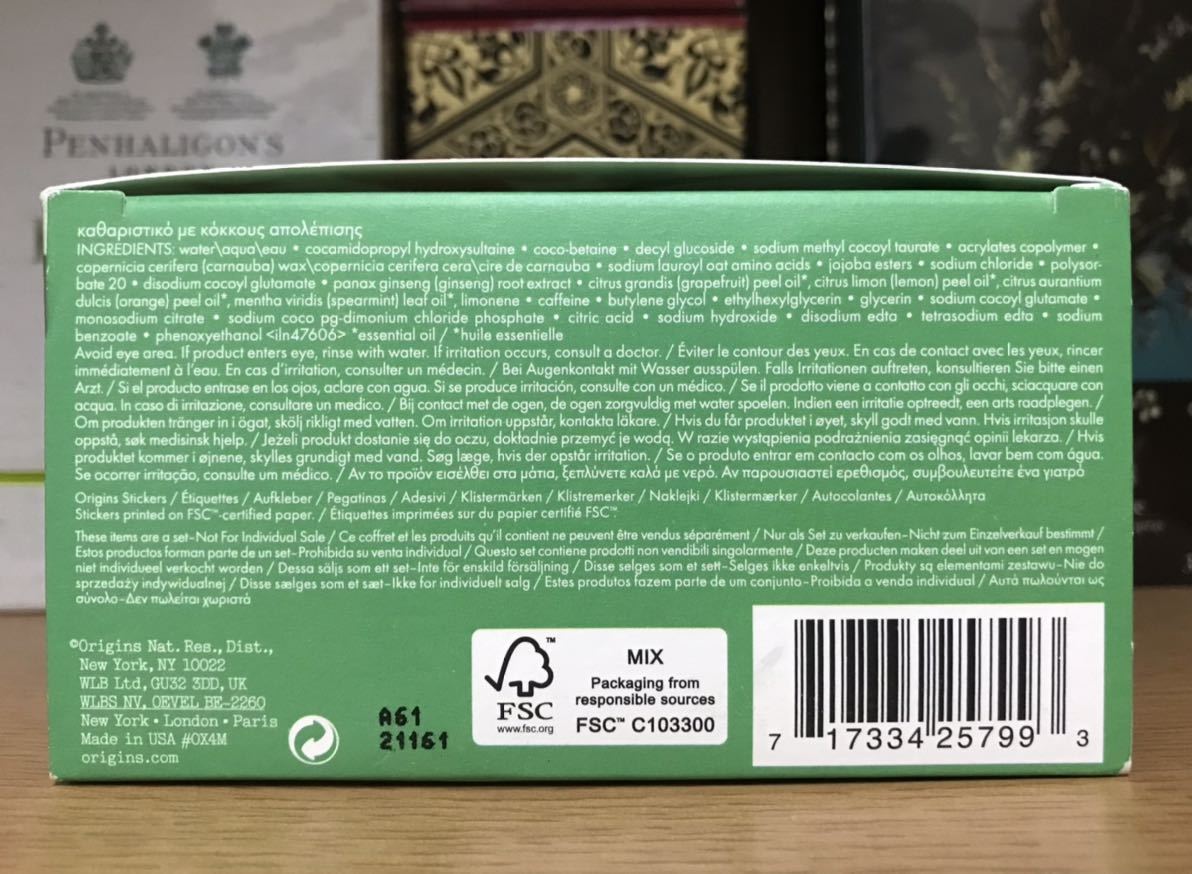 PENHALIGON'S
καθαριστικό με κόκκους απολέπισης
INGREDIENTS: water\aqua\eau • cocamidopropyl hydroxysultaine • coco-betaine • decyl glucoside • sodium methyl cocoyl taurate • acrylates copolymer •
copernicia cerifera (carnauba) wax\copernicia cerifera cera\cire de carnauba • sodium lauroyl oat amino acids • jojoba esters • sodium chloride • polysor-
bate 20 • disodium cocoyl glutamate • panax ginseng (ginseng) root extract • citrus grandis (grapefruit) peel oil*, citrus limon (lemon) peel oil*, citrus aurantium
dulcis (orange) peel oil*, mentha viridis (spearmint) leaf oil*, limonene • caffeine • butylene glycol • ethylhexylglycerin • glycerin • sodium cocoyl glutamate •
monosodium citrate • sodium coco pg-dimonium chloride phosphate • citric acid • sodium hydroxide • disodium edta • tetrasodium edta • sodium
benzoate • phenoxyethanol <iln47606> *essential oil / *huile essentielle
Avoid eye area. If product enters eye, rinse with water. If irritation occurs, consult a doctor. / Éviter le contour des yeux. En cas de contact avec les yeux, rincer
immédiatement à l'eau. En cas d'irritation, consulter un médecin. / Bei Augenkontakt mit Wasser ausspülen. Falls Irritationen auftreten, konsultieren Sie bitte einen
Arzt. / Si el producto entrase en los ojos, aclare con agua. Si se produce irritación, consulte con un médico. / Se il prodotto viene a contatto con gli occhi, sciacquare con
acqua. In caso di irritazione, consultare un medico. / Bij contact met de ogen, de ogen zorgvuldig met water spoelen. Indien een irritatie optreedt, een arts raadplegen. /
Om produkten tränger in i ögat, skölj rikligt med vatten. Om irritation uppstår, kontakta läkare. / Hvis du får produktet i øyet, skyll godt med vann. Hvis irritasjon skulle
oppstå, søk medisinsk hjelp. / Jeżeli produkt dostanie się do oczu, dokładnie przemyć je wodą. W razie wystąpienia podrażnienia zasięgnąć opinii lekarza. / Hvis
produktet kommer i øjnene, skylles grundigt med vand. Søg læge, hvis der opstår irritation. / Se o produto entrar em contacto com os olhos, lavar bem com água.
Se ocorrer irritação, consulte um médico. / Αν το προϊόν εισέλθει στα μάτια, ξεπλύνετε καλά με νερό. Αν παρουσιαστεί ερεθισμός, συμβουλευτείτε ένα γιατρό
Origins Stickers / Étiquettes / Aufkleber / Pegatinas / Adesivi / Klistermärken / Klistremerker / Naklejki / Klistermærker / Autocolantes / Αυτοκόλλητα
Stickers printed on FSC™-certified paper. / Étiquettes imprimées sur du papier certifié FSC™.
These items are a set–Not For Individual Sale / Ce coffret et les produits qu'il contient ne peuvent être vendus séparément / Nur als Set zu verkaufen–Nicht zum Einzelverkauf bestimmt /
Estos productos forman parte de un set–Prohibida su venta individual / Questo set contiene prodotti non vendibili singolarmente / Deze producten maken deel uit van een set en mogen
niet individueel verkocht worden / Dessa säljs som ett set–Inte för enskild försäljning / Disse selges som et sett–Selges ikke enkeltvis / Produkty są elementami zestawu–Nie do
sprzedaży indywidualnej / Disse sælges som et sæt–Ikke for individuelt salg / Estes produtos fazem parte de um conjunto–Proibida a venda individual / Αυτά πωλούνται ως
σύνολο–Δεν πωλείται χωριστά
©Origins Nat. Res., Dist.,
New York, NY 10022
WLB Ltd, GU32 3DD, UK
WLBS NV, OEVEL BE-2260
New York • London • Paris
Made in USA #0X4M
origins.com
A61
21161
FSC
www.fsc.org
MIX
Packaging from
responsible sources
FSC™ C103300
7 17334 25799 3